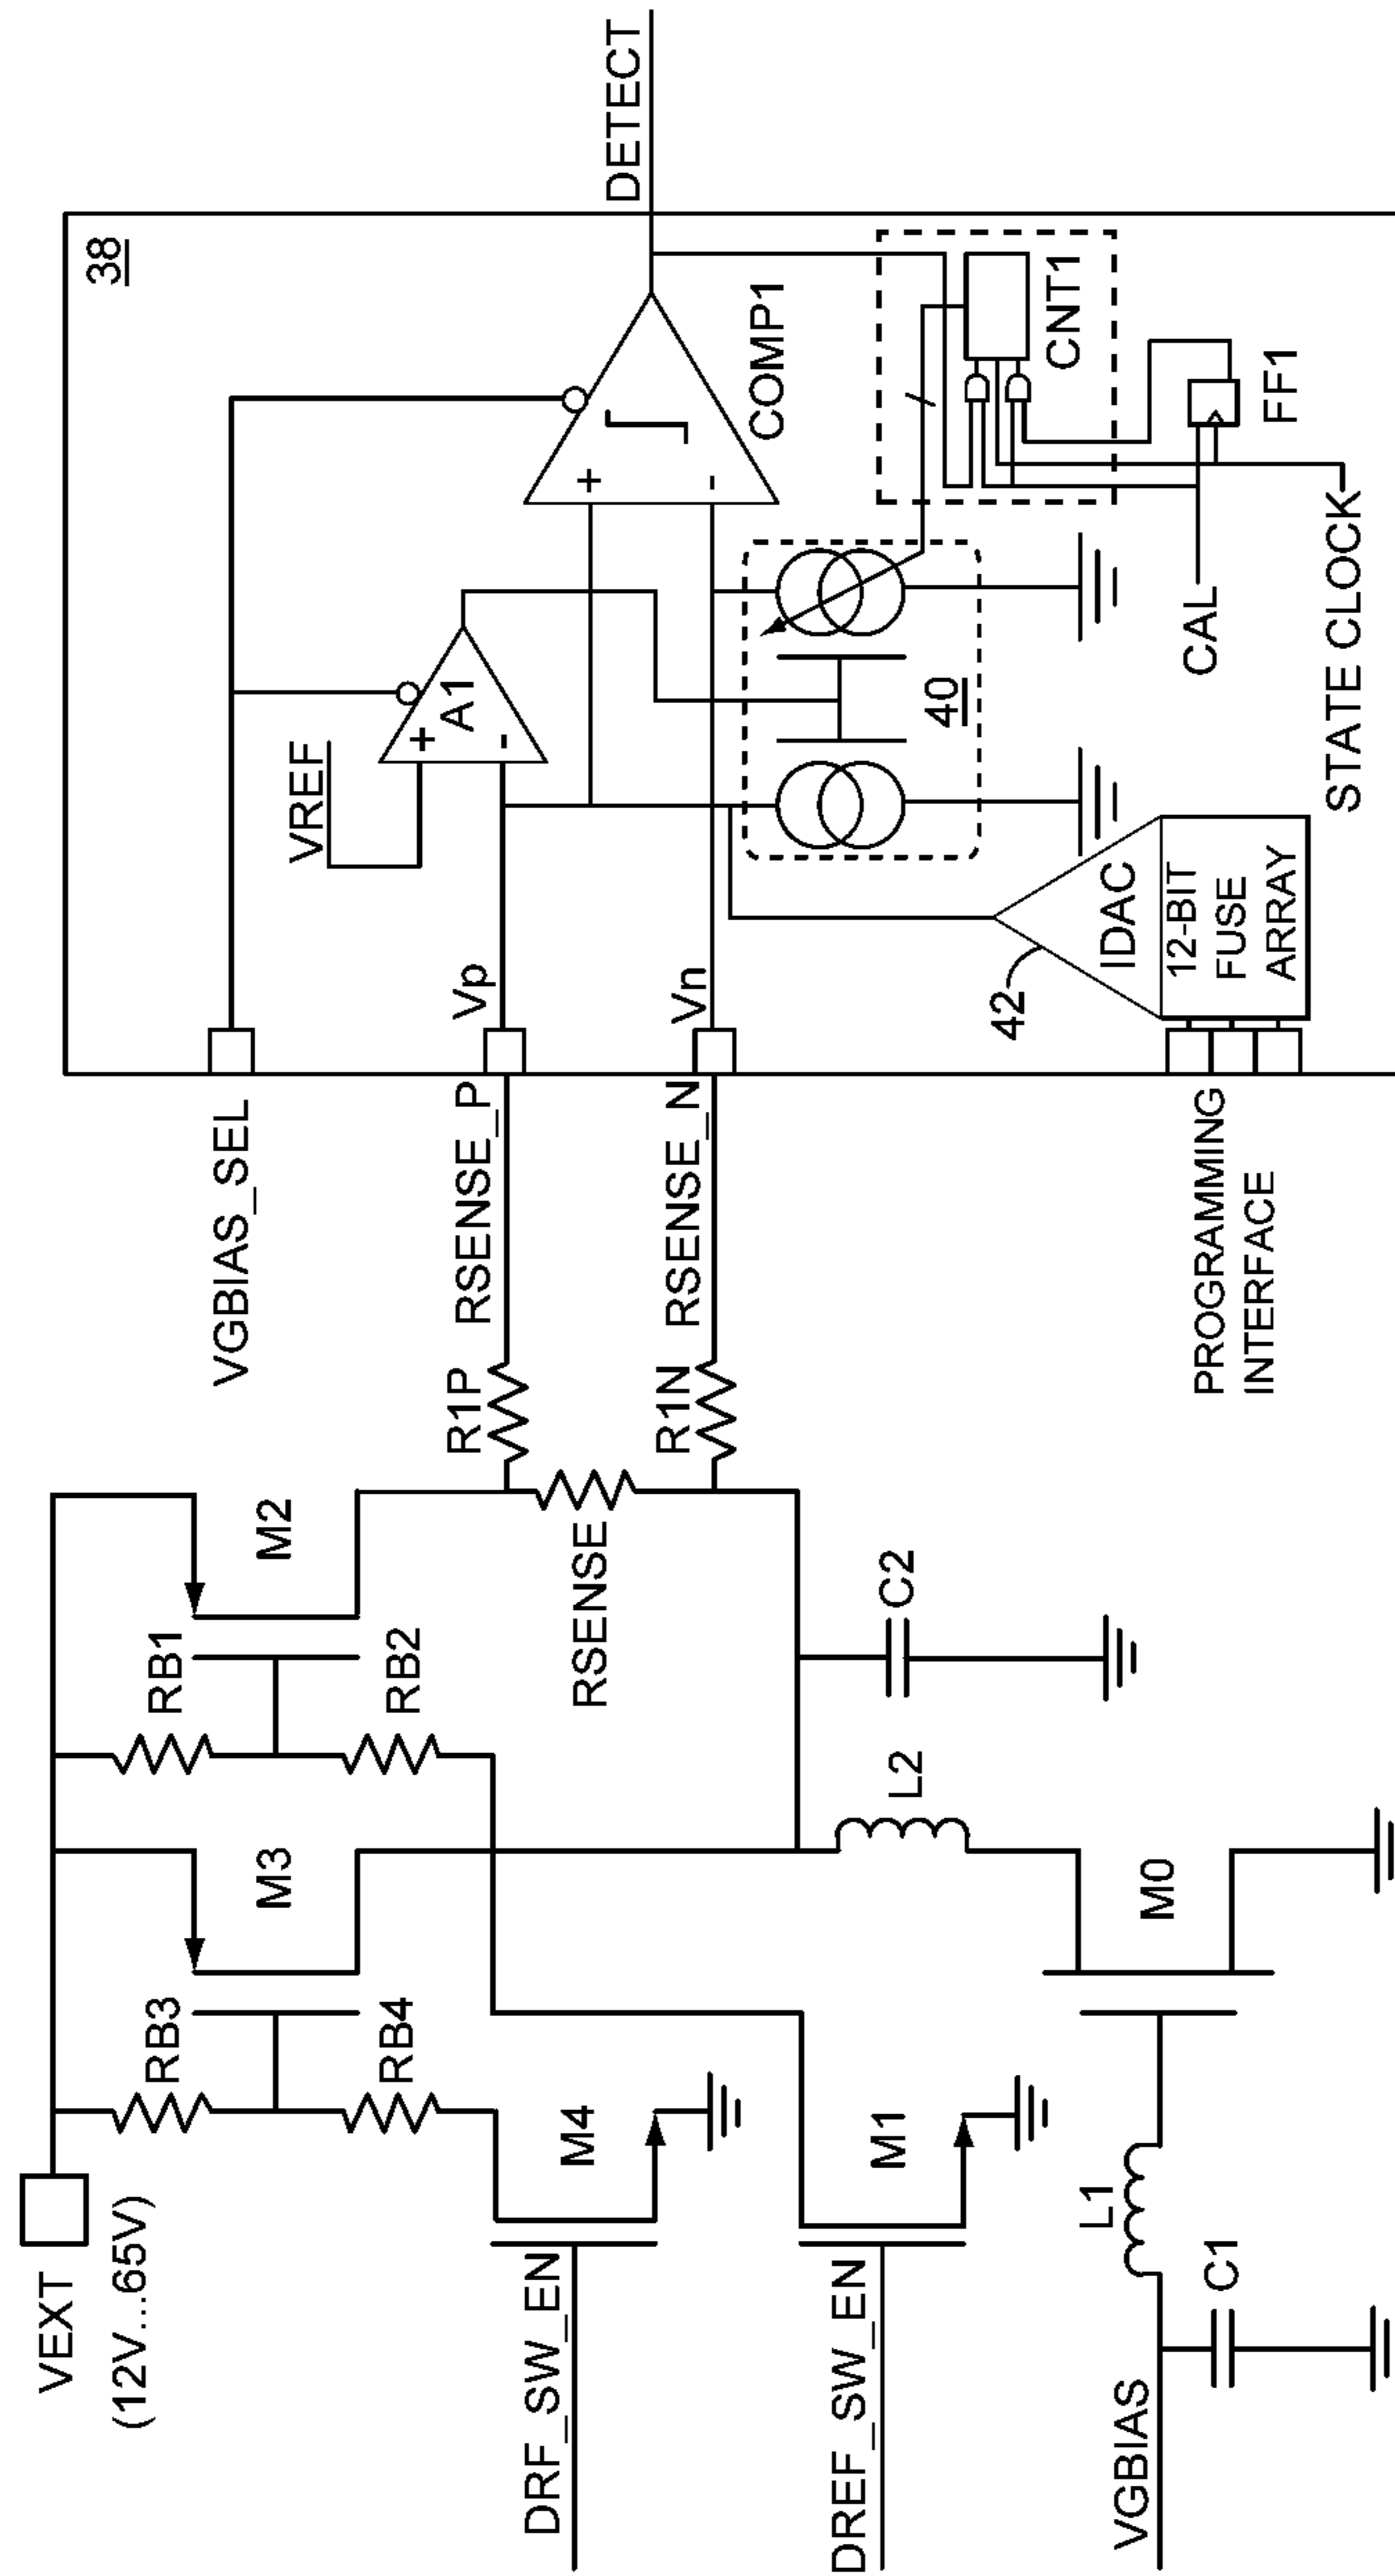 VEXT
(12V...65V)
RB3
M3
RB1
M2
RB4
RB2
DRF_SW_EN
M4
DREF_SW_EN
M1
VGBIAS
C1
L1
M0
L2
C2
RSENSE
R1P
R1N
RSENSE_P
RSENSE_N
VGBIAS_SEL
Vp
Vn
38
VREF
+
-
A1
+
-
COMP1
DETECT
40
42
IDAC
12-BIT
FUSE
ARRAY
PROGRAMMING
INTERFACE
CNT1
FF1
CAL
STATE CLOCK